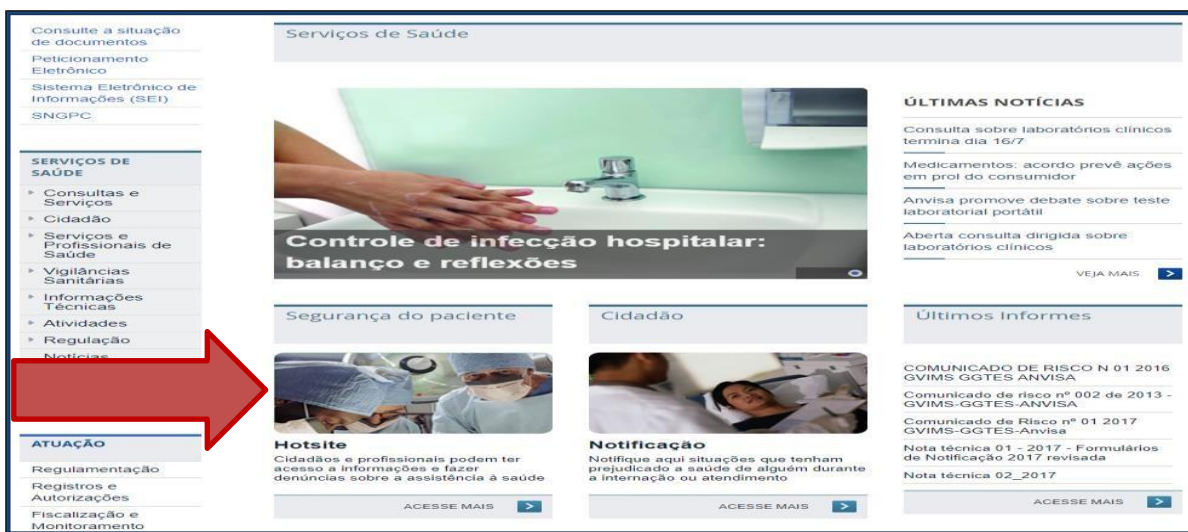 Consulte a situação
de documentos
Peticionamento
Eletrônico
Sistema Eletrônico de
Informações (SEI)
SNGPC
SERVIÇOS DE
SAÚDE
Consultas e
Serviços
Cidadão
Serviços e
Profissionais de
Saúde
Vigilâncias
Sanitárias
Informações
Técnicas
Atividades
Regulação
Notícias
ATUAÇÃO
Regulamentação
Registros e
Autorizações
Fiscalização e
Monitoramento
Serviços de Saúde
Controle de infecção hospitalar:
balanço e reflexões
ÚLTIMAS NOTÍCIAS
Consulta sobre laboratórios clínicos
termina dia 16/7
Medicamentos: acordo prevê ações
em prol do consumidor
Anvisa promove debate sobre teste
laboratorial portátil
Aberta consulta dirigida sobre
laboratórios clínicos
VEJA MAIS
Segurança do paciente
Hotsite
Cidadãos e profissionais podem ter
acesso a informações e fazer
denúncias sobre a assistência à saúde
ACESSE MAIS
Cidadão
Notificação
Notifique aqui situações que tenham
prejudicado a saúde de alguém durante
a internação ou atendimento
ACESSE MAIS
Últimos Informes
COMUNICADO DE RISCO N 01 2016
GVIMS GGTES ANVISA
Comunicado de risco nº 002 de 2013 -
GVIMS-GGTES-ANVISA
Comunicado de Risco nº 01 2017
GVIMS-GGTES-Anvisa
Nota técnica 01 - 2017 - Formulários
de Notificação 2017 revisada
Nota técnica 02_2017
ACESSE MAIS